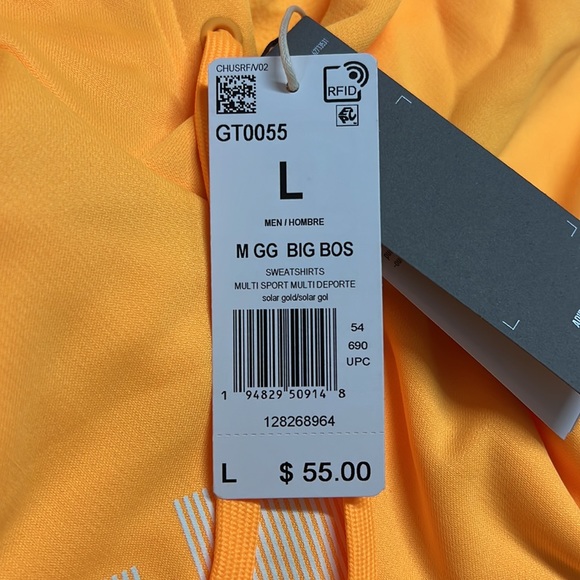 CHUSRF/V02
RFID
GT0055
L
MEN / HOMBRE
M GG BIG BOS
SWEATSHIRTS
MULTI SPORT MULTI DEPORTE
solar gold/solar gol
54
690
UPC
1 94829 50914 8
128268964
L $ 55.00